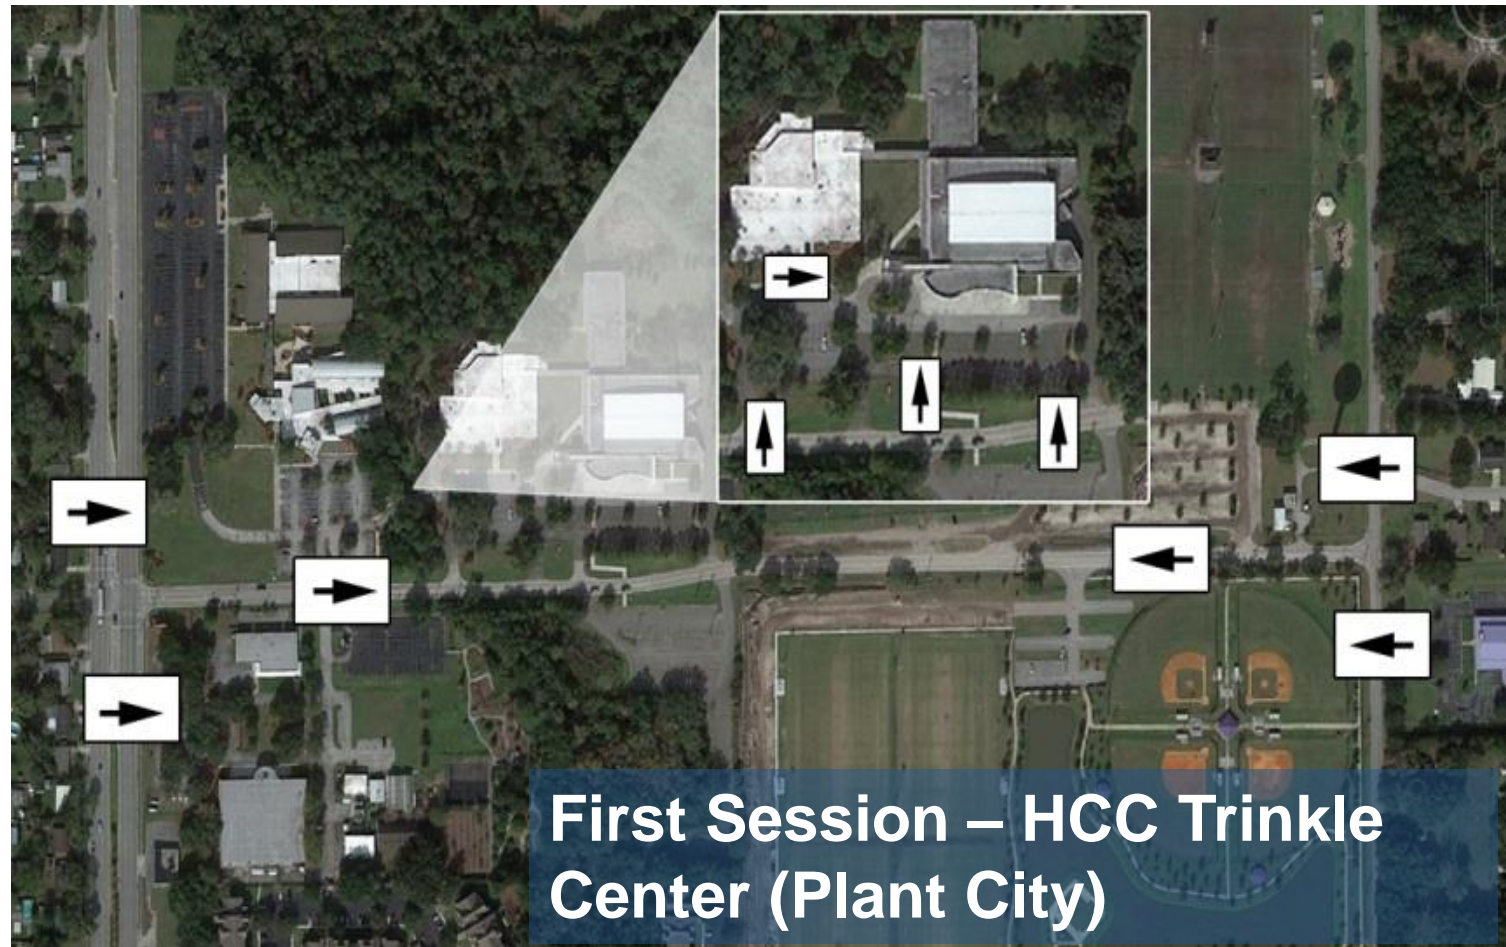 First Session – HCC Trinkle
Center (Plant City)